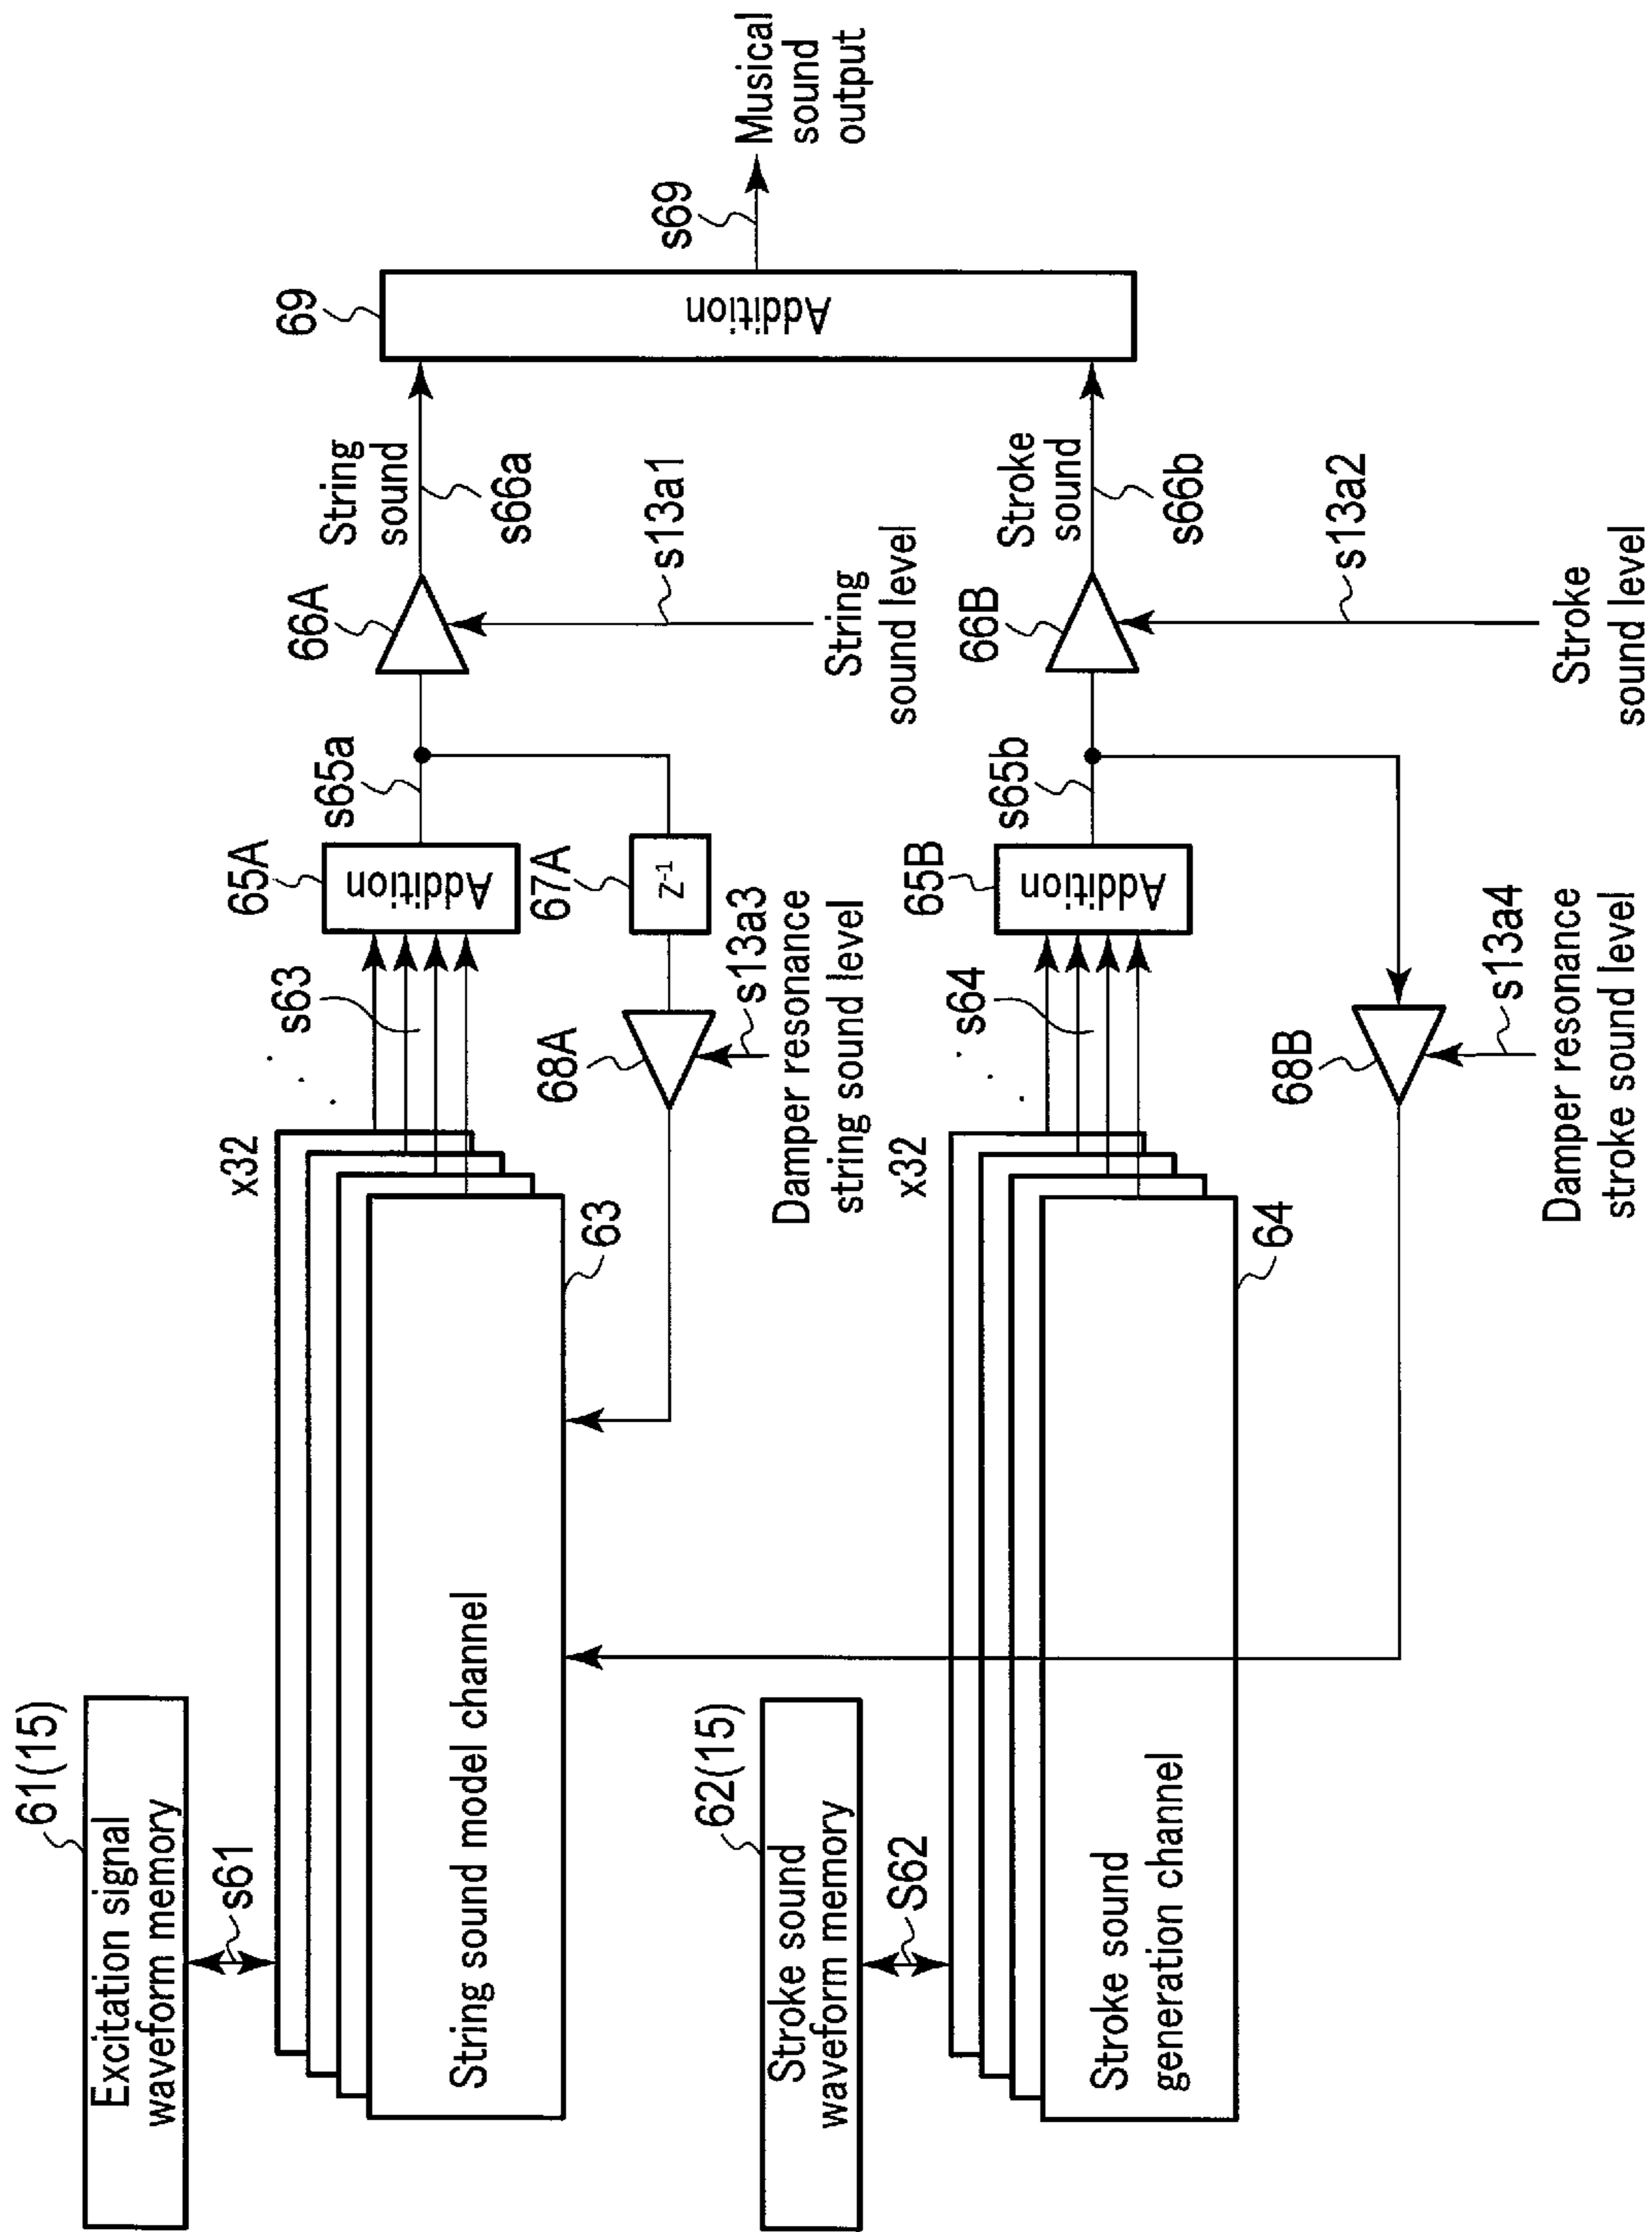 61(15)
Excitation signal
waveform memory
s61
x32
String sound model channel
63
s63
65A
Addition
s65a
67A
Z-1
68A
s13a3
Damper resonance
string sound level
66A
String
sound
s66a
s13a1
String
sound level
69
Addition
s69
Musical
sound
output
62(15)
Stroke sound
waveform memory
S62
x32
Stroke sound
generation channel
64
s64
65B
Addition
s65b
68B
s13a4
Damper resonance
stroke sound level
66B
Stroke
sound
s66b
s13a2
Stroke
sound level